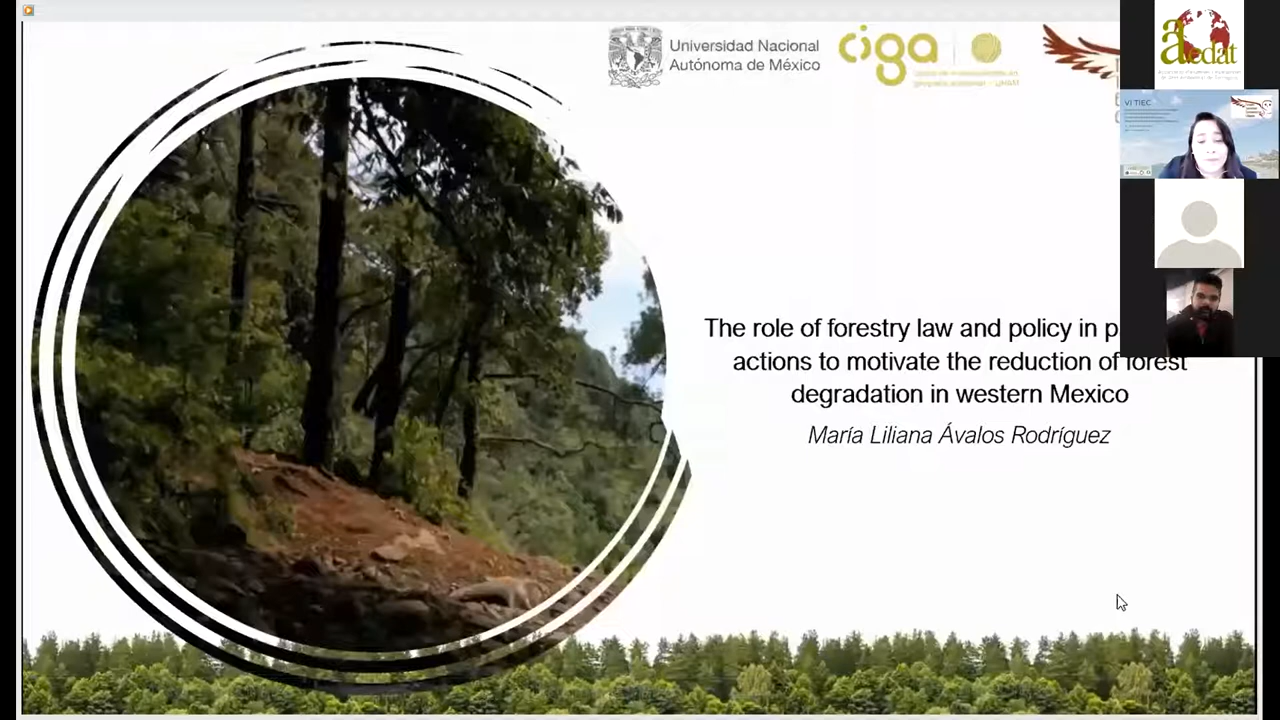 Universidad Nacional
Autónoma de México
ciga
aedat
VI TIEC
The role of forestry law and policy in p
actions to motivate the reduction of forest
degradation in western Mexico
María Liliana Ávalos Rodríguez